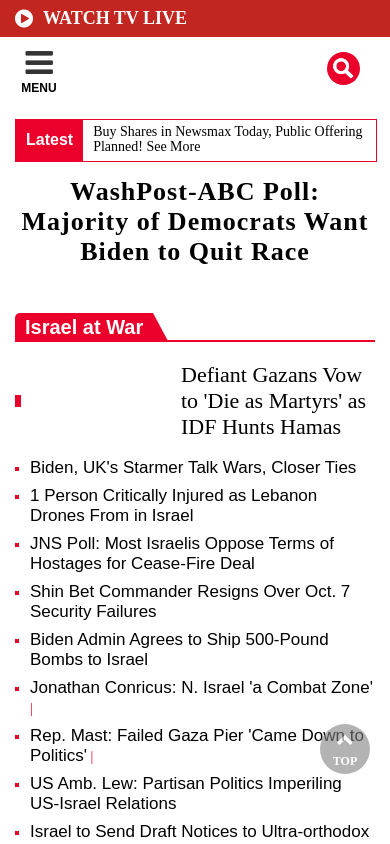 WATCH TV LIVE
MENU
Latest
Buy Shares in Newsmax Today, Public Offering
Planned! See More
WashPost-ABC Poll:
Majority of Democrats Want
Biden to Quit Race
Israel at War
Defiant Gazans Vow
to 'Die as Martyrs' as
IDF Hunts Hamas
Biden, UK's Starmer Talk Wars, Closer Ties
1 Person Critically Injured as Lebanon
Drones From in Israel
JNS Poll: Most Israelis Oppose Terms of
Hostages for Cease-Fire Deal
Shin Bet Commander Resigns Over Oct. 7
Security Failures
Biden Admin Agrees to Ship 500-Pound
Bombs to Israel
Jonathan Conricus: N. Israel 'a Combat Zone'
|
Rep. Mast: Failed Gaza Pier 'Came Down to
Politics' |
TOP
US Amb. Lew: Partisan Politics Imperiling
US-Israel Relations
Israel to Send Draft Notices to Ultra-orthodox